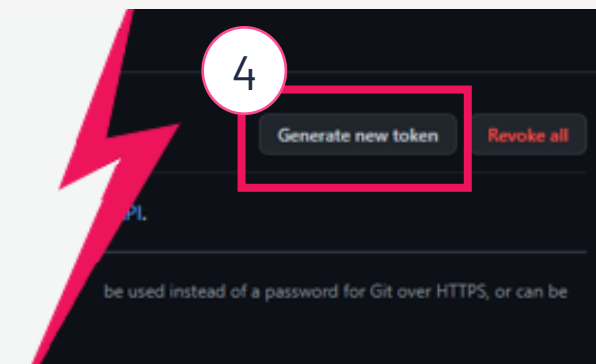 4
Generate new token Revoke all
PI.
be used instead of a password for Git over HTTPS, or can be